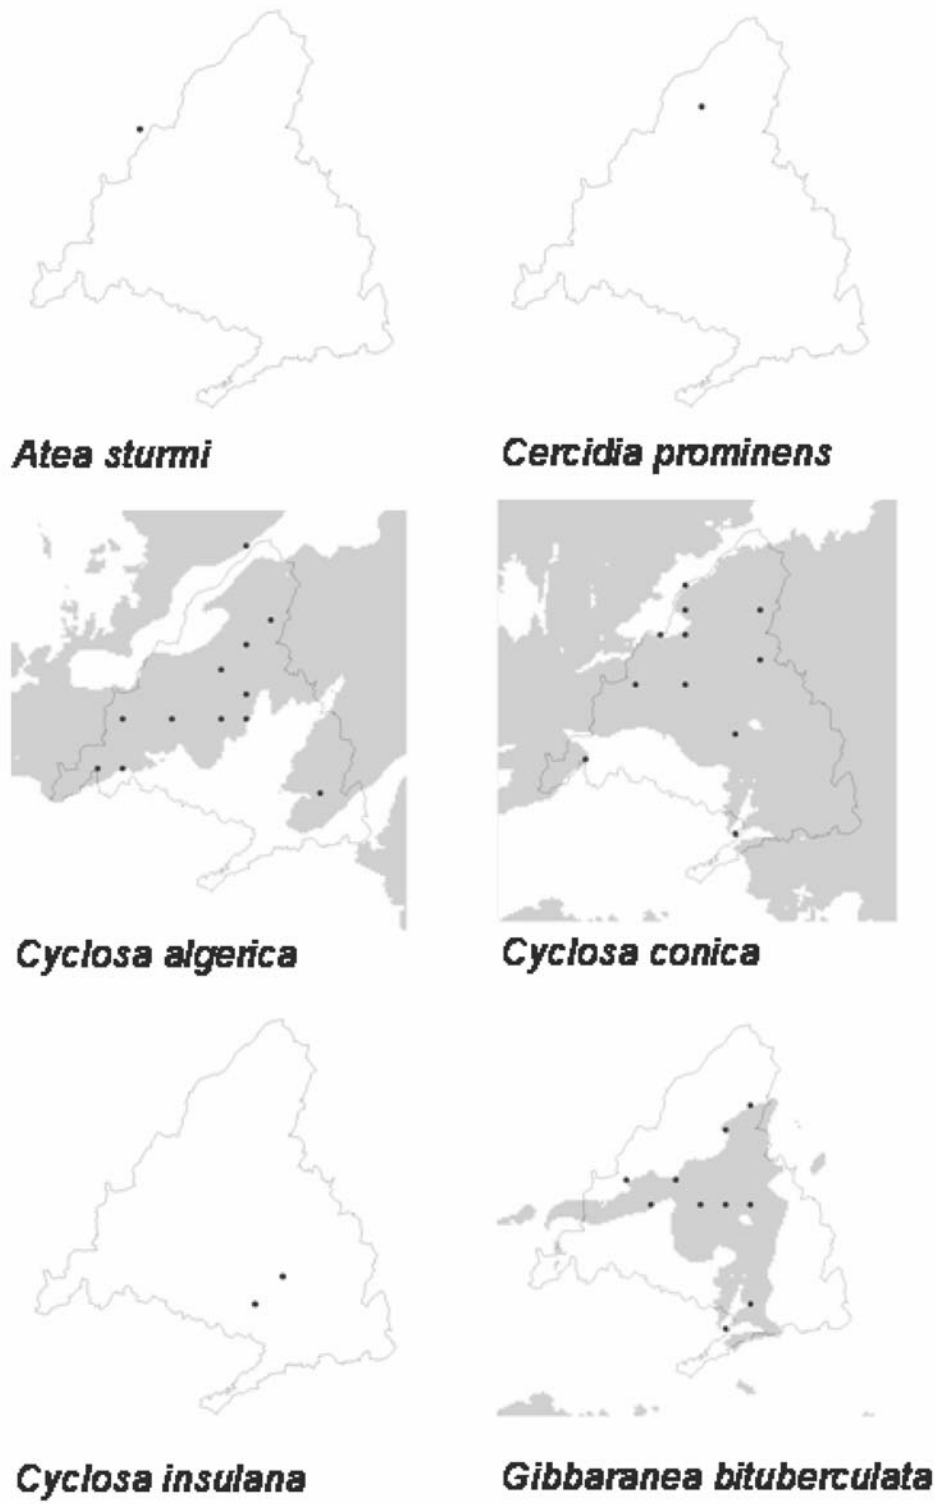 Atea sturmi
Cercidia prominens
Cyclosa algerica
Cyclosa conica
Cyclosa insulana
Gibbaranea bituberculata